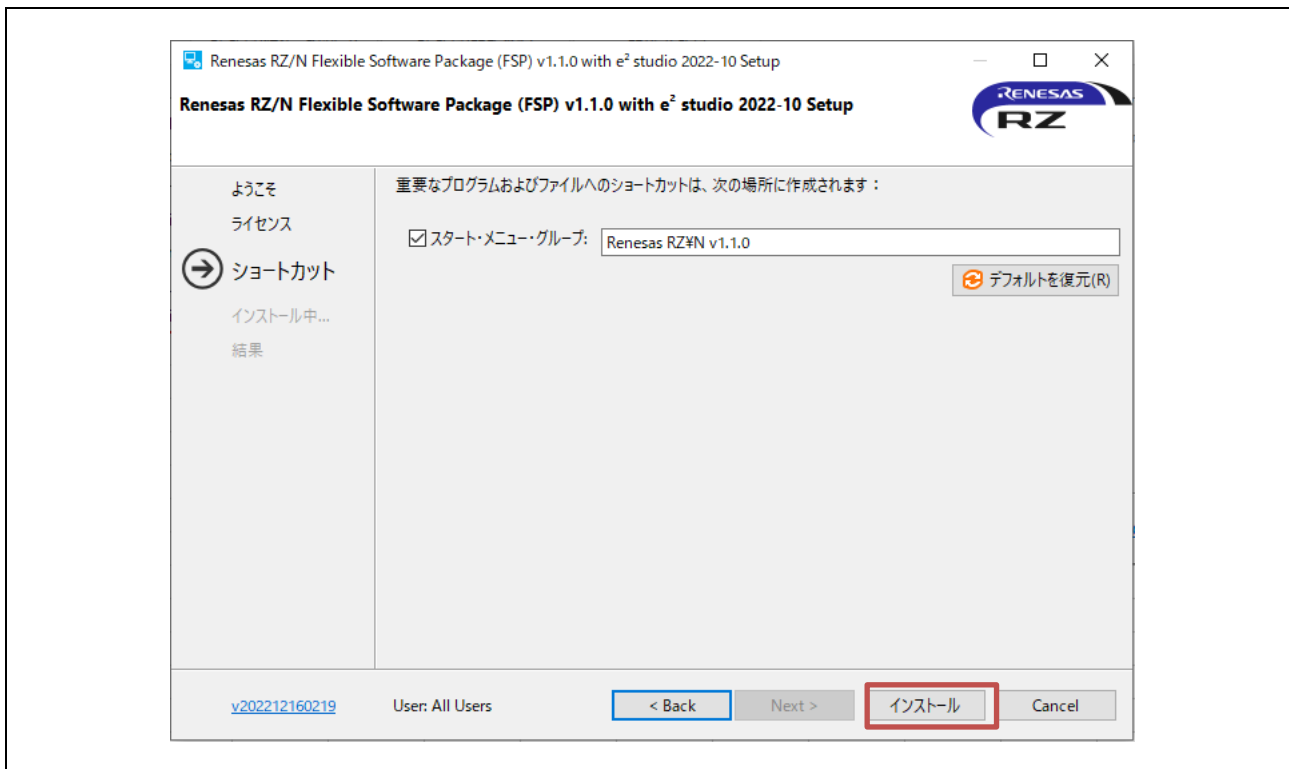 Renesas RZ/N Flexible Software Package (FSP) v1.1.0 with e² studio 2022-10 Setup
Renesas RZ/N Flexible Software Package (FSP) v1.1.0 with e² studio 2022-10 Setup
RENESAS
RZ
ようこそ
ライセンス
ショートカット
インストール中...
結果
重要なプログラムおよびファイルへのショートカットは、次の場所に作成されます：
スタート・メニュー・グループ: Renesas RZ¥N v1.1.0
デフォルトを復元(R)
v202212160219 User: All Users < Back Next > インストール Cancel